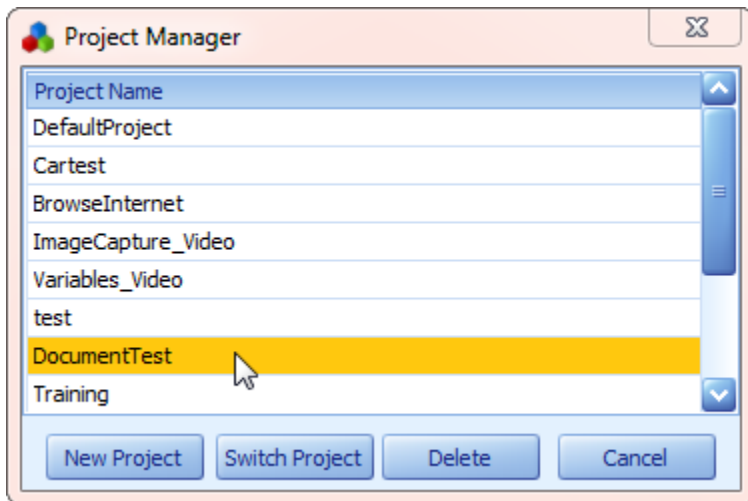 Project Manager
Project Name
DefaultProject
Cartest
BrowseInternet
ImageCapture_Video
Variables_Video
test
DocumentTest
Training
New Project Switch Project Delete Cancel